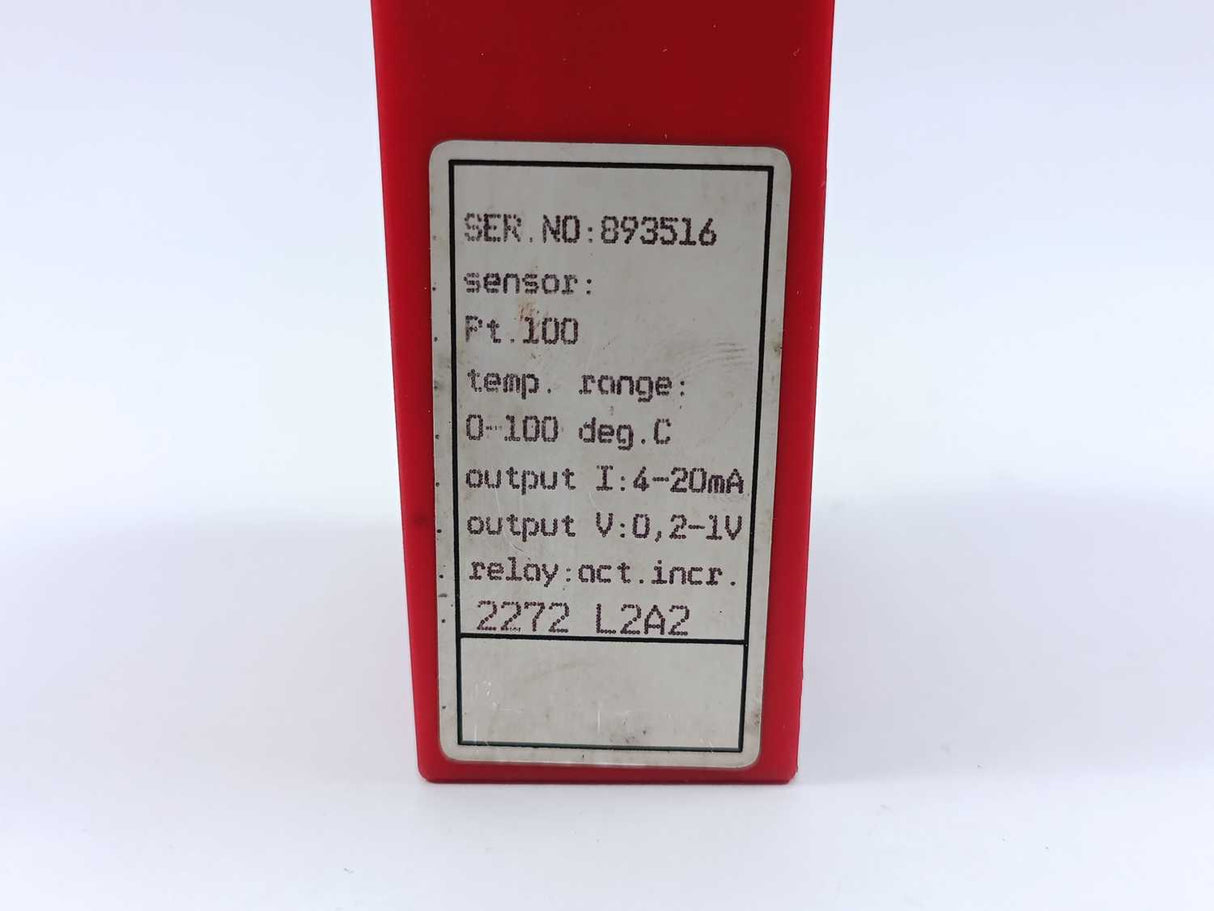 SER.NO:893516
sensor:
Pt.100
temp. range:
0-100 deg.C
output I:4-20mA
output V:0,2-1V
relay:act.incr.
2272 L2A2